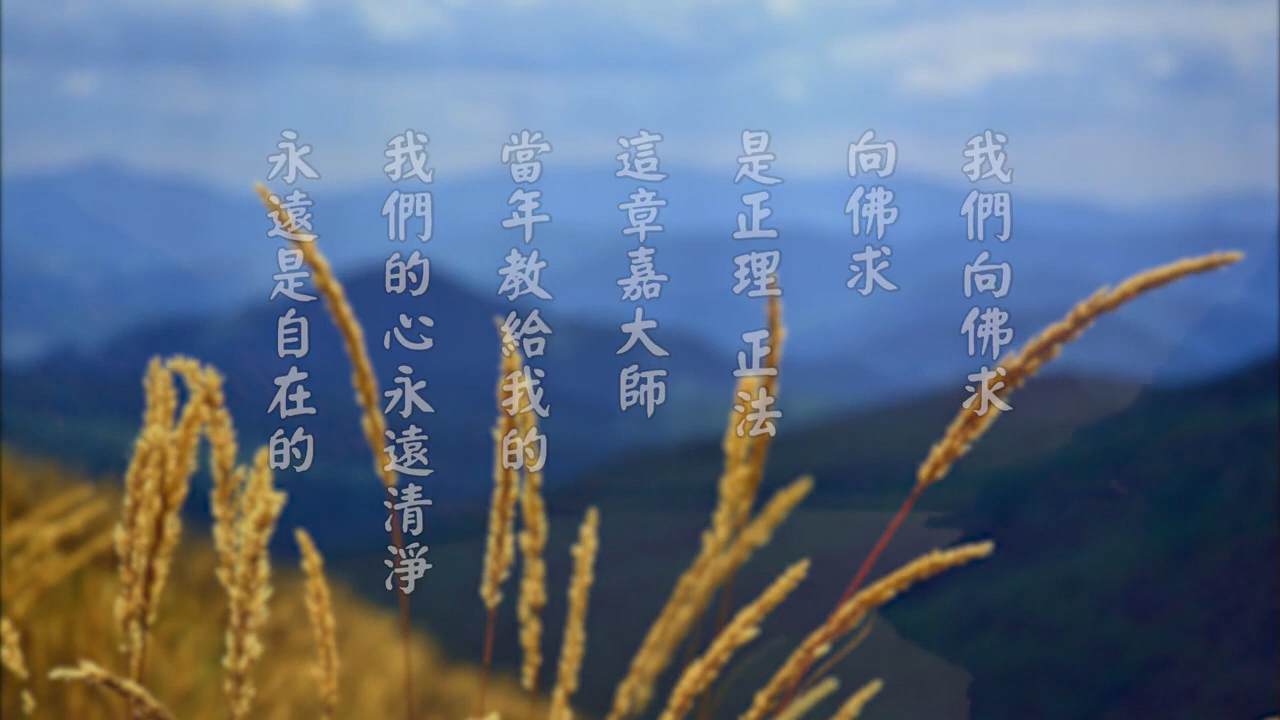 我們向佛求
向佛求
是正理 正法
這章嘉大師
當年教給我的
我們的心永遠清淨
永遠是自在的